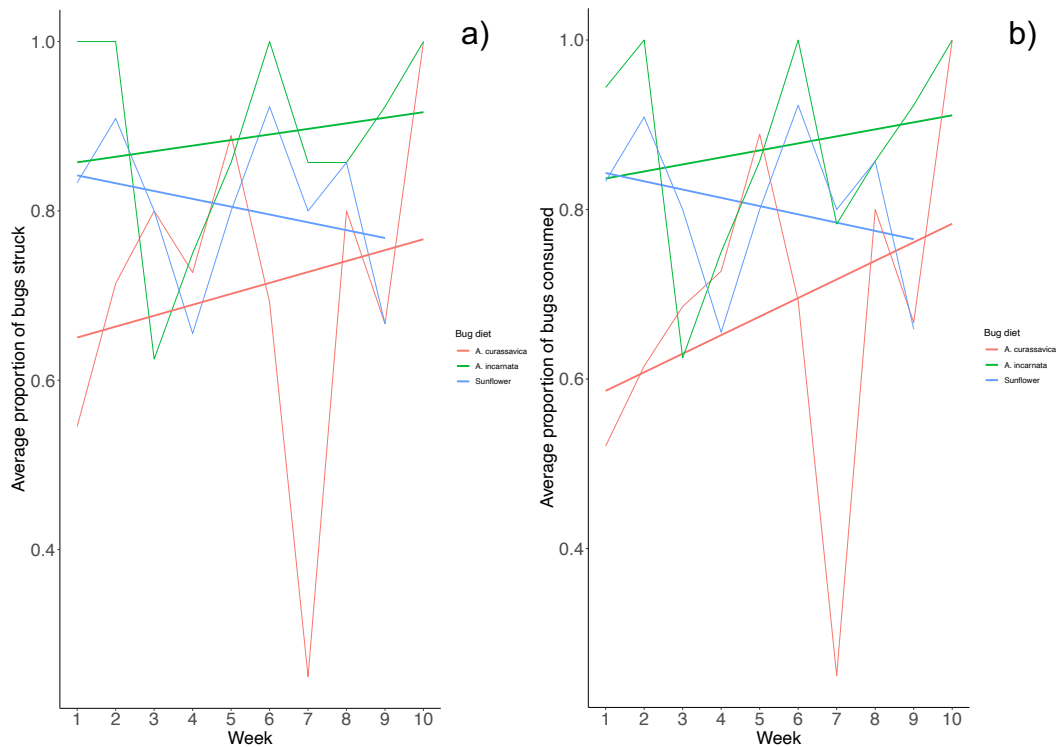 a)
Average proportion of bugs struck
1.0
0.8
0.6
0.4
1 2 3 4 5 6 7 8 9 10
Week
Bug diet
A. curassavica
A. incarnata
Sunflower
b)
Average proportion of bugs consumed
1.0
0.8
0.6
0.4
1 2 3 4 5 6 7 8 9 10
Week
Bug diet
A. curassavica
A. incarnata
Sunflower